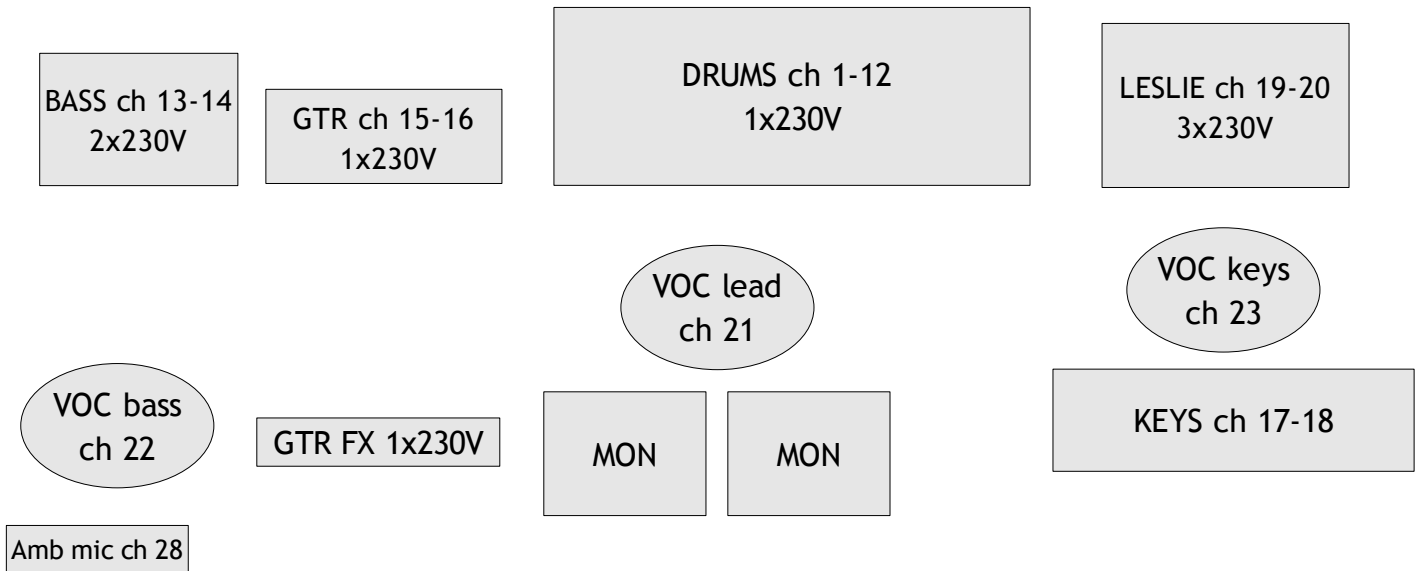 BASS ch 13-14
2x230V
GTR ch 15-16
1x230V
DRUMS ch 1-12
1x230V
LESLIE ch 19-20
3x230V
VOC lead
ch 21
VOC keys
ch 23
VOC bass
ch 22
GTR FX 1x230V
MON
MON
KEYS ch 17-18
Amb mic ch 28